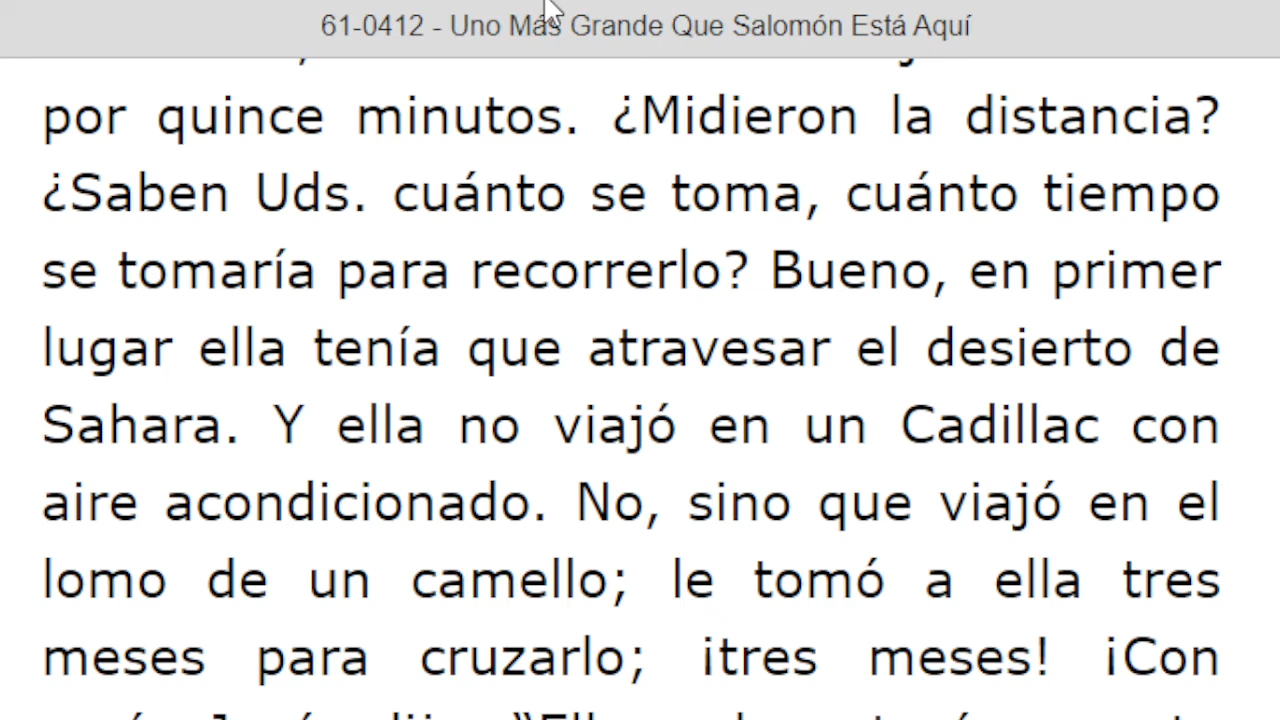 61-0412 - Uno Más Grande Que Salomón Está Aquí
por quince minutos. ¿Midieron la distancia?
¿Saben Uds. cuánto se toma, cuánto tiempo
se tomaría para recorrerlo? Bueno, en primer
lugar ella tenía que atravesar el desierto de
Sahara. Y ella no viajó en un Cadillac con
aire acondicionado. No, sino que viajó en el
lomo de un camello; le tomó a ella tres
meses para cruzarlo; ¡tres meses! ¡Con